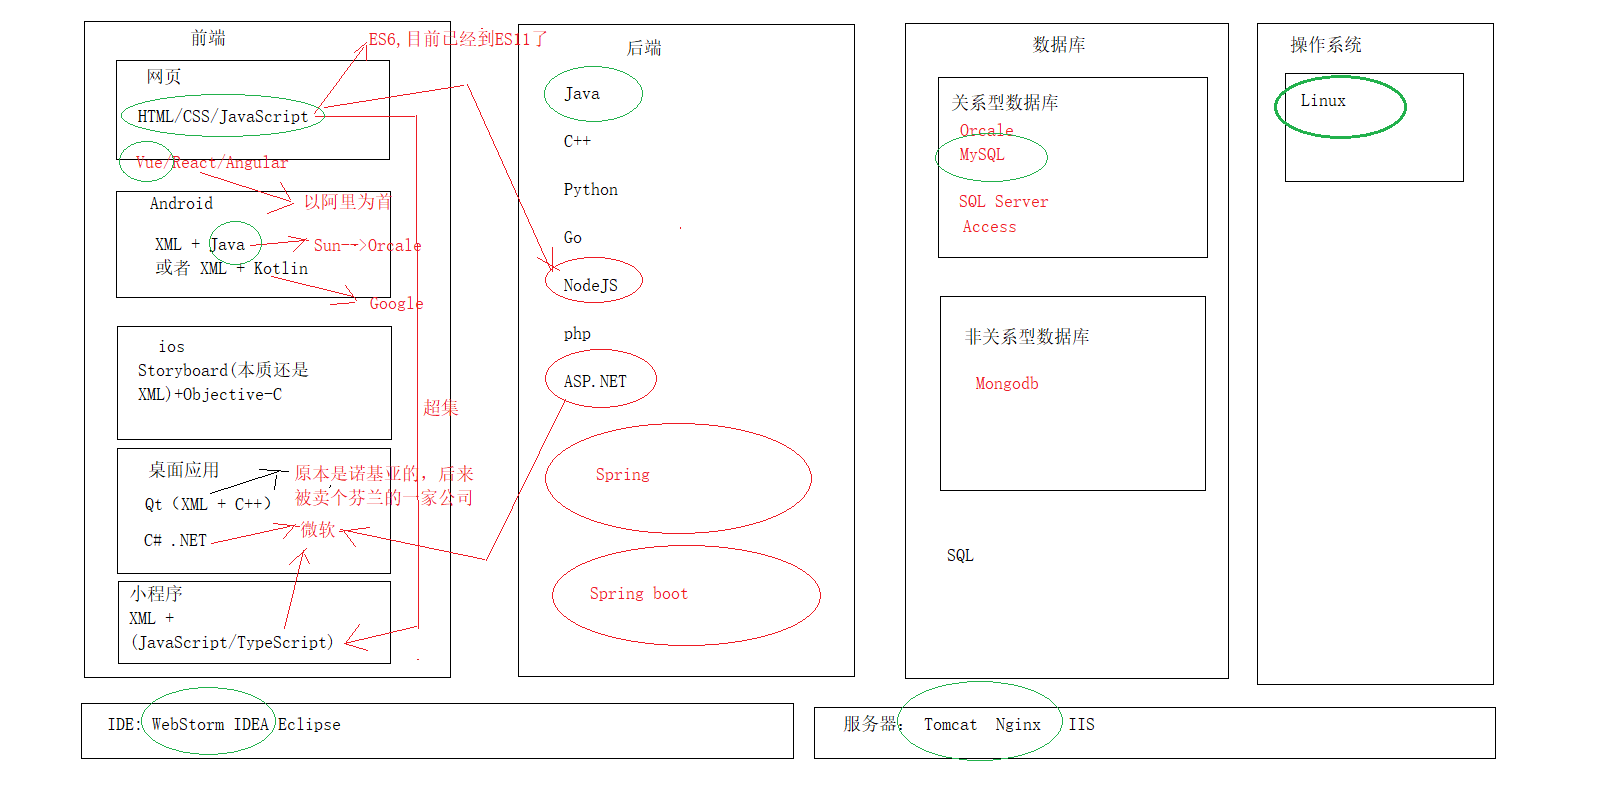 前端
ES6,目前已经到ES11了
网页
HTML/CSS/JavaScript
Vue/React/Angular
以阿里为首
Android
XML + Java
Sun-->Orcale
或者 XML + Kotlin
Google
ios
Storyboard(本质还是
XML)+Objective-C
超集
桌面应用
原本是诺基亚的，后来
被卖个芬兰的一家公司
Qt（XML + C++）
微软
C# .NET
小程序
XML +
(JavaScript/TypeScript)
后端
Java
C++
Python
Go
NodeJS
php
ASP.NET
Spring
Spring boot
数据库
关系型数据库
Orcale
MySQL
SQL Server
Access
非关系型数据库
Mongodb
SQL
操作系统
Linux
IDE: WebStorm IDEA Eclipse
服务器： Tomcat Nginx IIS